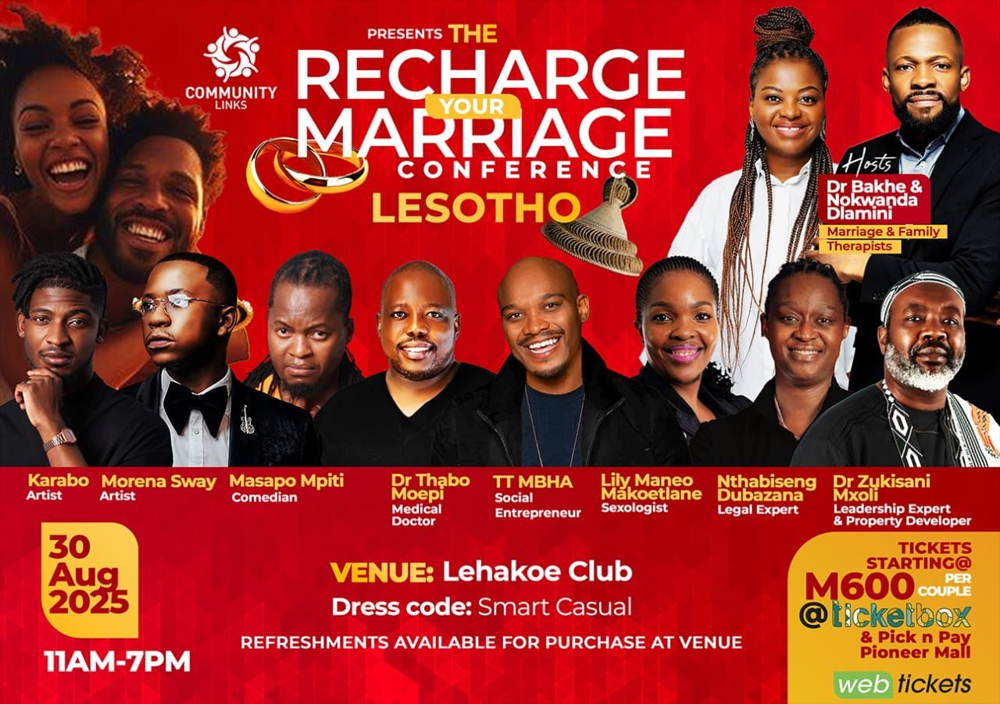 COMMUNITY
LINKS
PRESENTS THE
RECHARGE
YOUR
MARRIAGE
CONFERENCE
LESOTHO
Hosts
Dr Bakhe &
Nokwanda
Dlamini
Marriage & Family
Therapists
Karabo
Artist
Morena Sway
Artist
Masapo Mpiti
Comedian
Dr Thabo
Moepi
Medical
Doctor
TT MBHA
Social
Entrepreneur
Lily Maneo
Makoetlane
Sexologist
Nthabiseng
Dubazana
Legal Expert
Dr Zukisani
Mxoli
Leadership Expert
& Property Developer
30
Aug
2025
11AM-7PM
VENUE: Lehakoe Club
Dress code: Smart Casual
REFRESHMENTS AVAILABLE FOR PURCHASE AT VENUE
TICKETS
STARTING@
M600 PER COUPLE
@ticketbox
& Pick n Pay
Pioneer Mall
web tickets